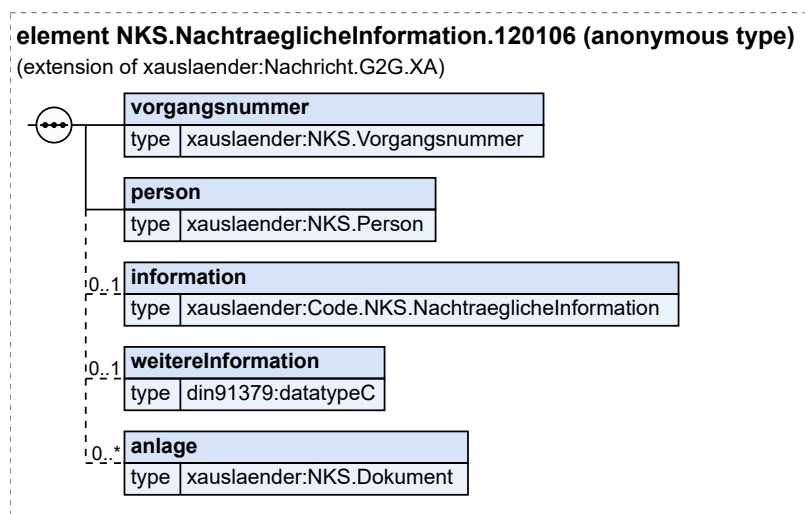 element NKS.NachtraeglicheInformation.120106 (anonymous type)
(extension of xauslaender:Nachricht.G2G.XA)
vorgangsnummer
type xauslaender:NKS.Vorgangsnummer
person
type xauslaender:NKS.Person
0..1 information
type xauslaender:Code.NKS.NachtraeglicheInformation
0..1 weitereInformation
type din91379:datatypeC
0..* anlage
type xauslaender:NKS.Dokument